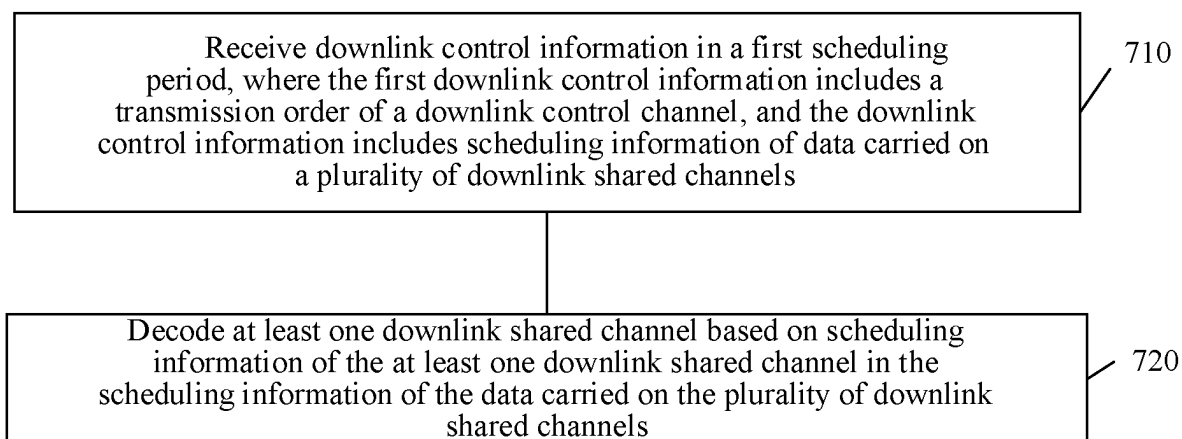 Receive downlink control information in a first scheduling
period, where the first downlink control information includes a
transmission order of a downlink control channel, and the downlink
control information includes scheduling information of data carried on
a plurality of downlink shared channels
710
Decode at least one downlink shared channel based on scheduling
information of the at least one downlink shared channel in the
scheduling information of the data carried on the plurality of downlink
shared channels
720